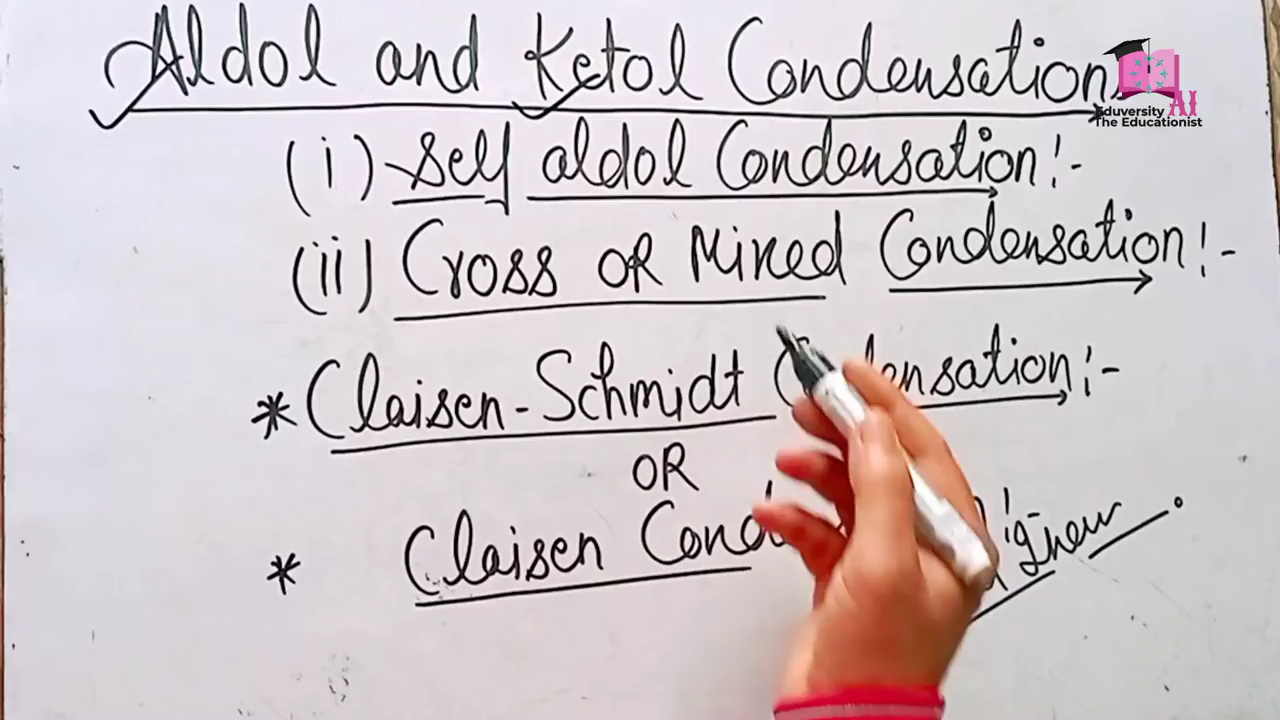 Aldol and Ketol Condensation
Eduversity AI
The Educationist
(i) Self aldol Condensation:-
(ii) Cross OR Mixed Condensation:-
* Claisen-Schmidt Condensation:-
OR
* Claisen Cond